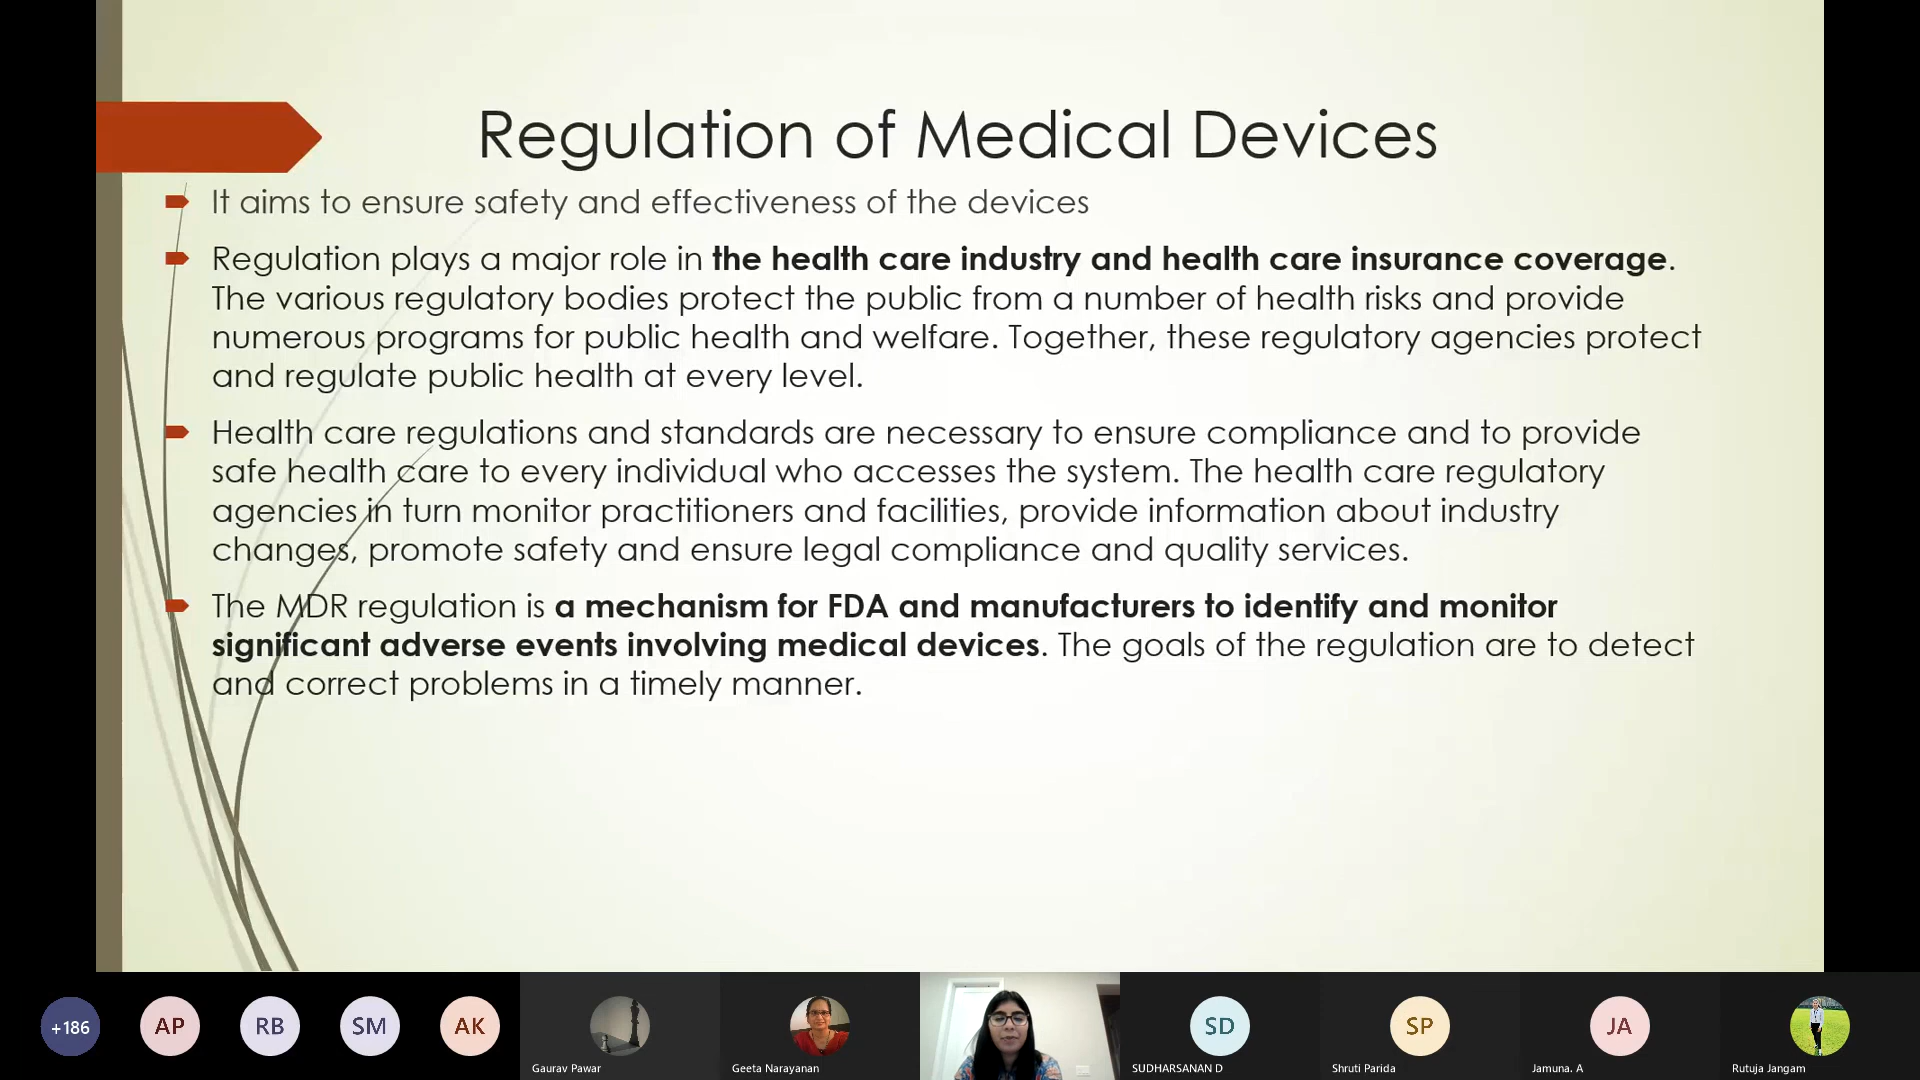 Regulation of Medical Devices
It aims to ensure safety and effectiveness of the devices
Regulation plays a major role in the health care industry and health care insurance coverage.
The various regulatory bodies protect the public from a number of health risks and provide
numerous programs for public health and welfare. Together, these regulatory agencies protect
and regulate public health at every level.
Health care regulations and standards are necessary to ensure compliance and to provide
safe health care to every individual who accesses the system. The health care regulatory
agencies in turn monitor practitioners and facilities, provide information about industry
changes, promote safety and ensure legal compliance and quality services.
The MDR regulation is a mechanism for FDA and manufacturers to identify and monitor
significant adverse events involving medical devices. The goals of the regulation are to detect
and correct problems in a timely manner.
+186
AP
RB
SM
AK
SD
SP
JA
Gaurav Pawar
Geeta Narayanan
SUDHARSANAN D
Shruti Parida
Jamuna. A
Rutuja Jangam